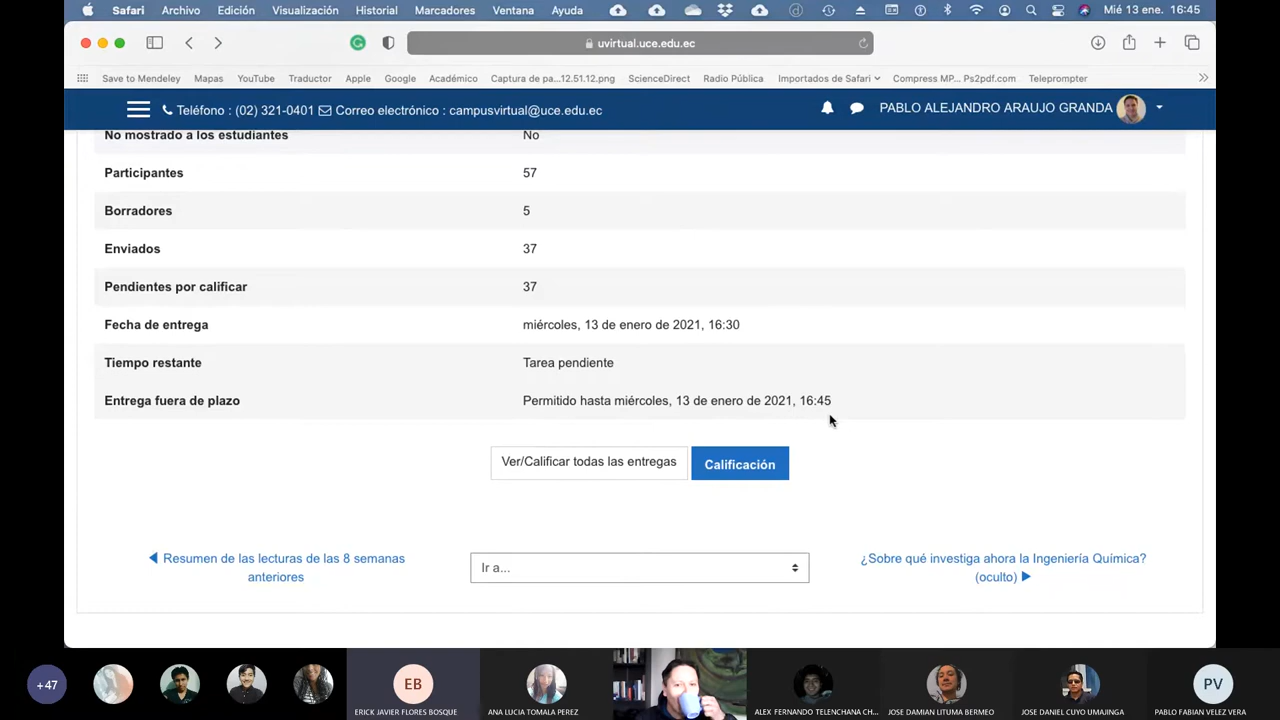 Safari Archivo Edición Visualización Historial Marcadores Ventana Ayuda Mié 13 ene. 16:45
uvirtual.uce.edu.ec
Save to Mendeley Mapas YouTube Traductor Apple Google Académico Captura de pa...12.51.12.png ScienceDirect Radio Pública Importados de Safari Compress MP... Ps2pdf.com Teleprompter
Teléfono : (02) 321-0401 Correo electrónico : campusvirtual@uce.edu.ec PABLO ALEJANDRO ARAUJO GRANDA
No mostrado a los estudiantes No
Participantes 57
Borradores 5
Enviados 37
Pendientes por calificar 37
Fecha de entrega miércoles, 13 de enero de 2021, 16:30
Tiempo restante Tarea pendiente
Entrega fuera de plazo Permitido hasta miércoles, 13 de enero de 2021, 16:45
Ver/Calificar todas las entregas Calificación
Resumen de las lecturas de las 8 semanas
anteriores
Ir a...
¿Sobre qué investiga ahora la Ingeniería Química?
(oculto)
+47 EB PV
ERICK JAVIER FLORES BOSQUE ANA LUCIA TOMALA PEREZ ALEX FERNANDO TELENCHANA CH... JOSE DAMIAN LITUMA BERMEO JOSE DANIEL CUYO UMAJINGA PABLO FABIAN VELEZ VERA